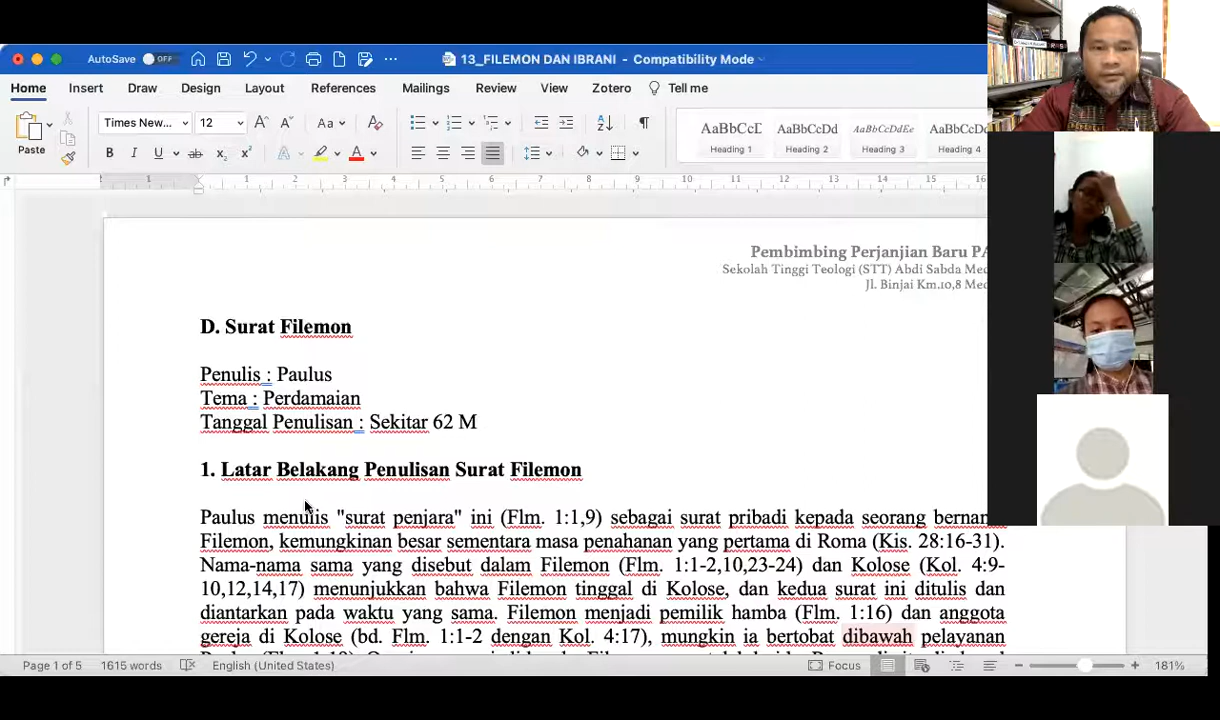 AutoSave OFF
13_FILEMON DAN IBRANI - Compatibility Mode
Home Insert Draw Design Layout References Mailings Review View Zotero Tell me
Paste
Times New... 12
AaBbCcDd AaBbCcDdEe
Heading 1 Heading 2 Heading 3 Heading 4
Pembimbing Perjanjian Baru
Sekolah Tinggi Teologi (STT) Abdi Sabda
Jl. Binjai Km.10,8
D. Surat Filemon
Penulis : Paulus
Tema : Perdamaian
Tanggal Penulisan : Sekitar 62 M
1. Latar Belakang Penulisan Surat Filemon
Paulus menulis "surat penjara" ini (Flm. 1:1,9) sebagai surat pribadi kepada seorang
Filemon, kemungkinan besar sementara masa penahanan yang pertama di Roma (Kis. 28:16-31).
Nama-nama sama yang disebut dalam Filemon (Flm. 1:1-2,10,23-24) dan Kolose (Kol. 4:9-
10,12,14,17) menunjukkan bahwa Filemon tinggal di Kolose, dan kedua surat ini ditulis dan
diantarkan pada waktu yang sama. Filemon menjadi pemilik hamba (Flm. 1:16) dan anggota
gereja di Kolose (bd. Flm. 1:1-2 dengan Kol. 4:17), mungkin ia bertobat dibawah pelayanan
Page 1 of 5 1615 words English (United States) Focus 181%